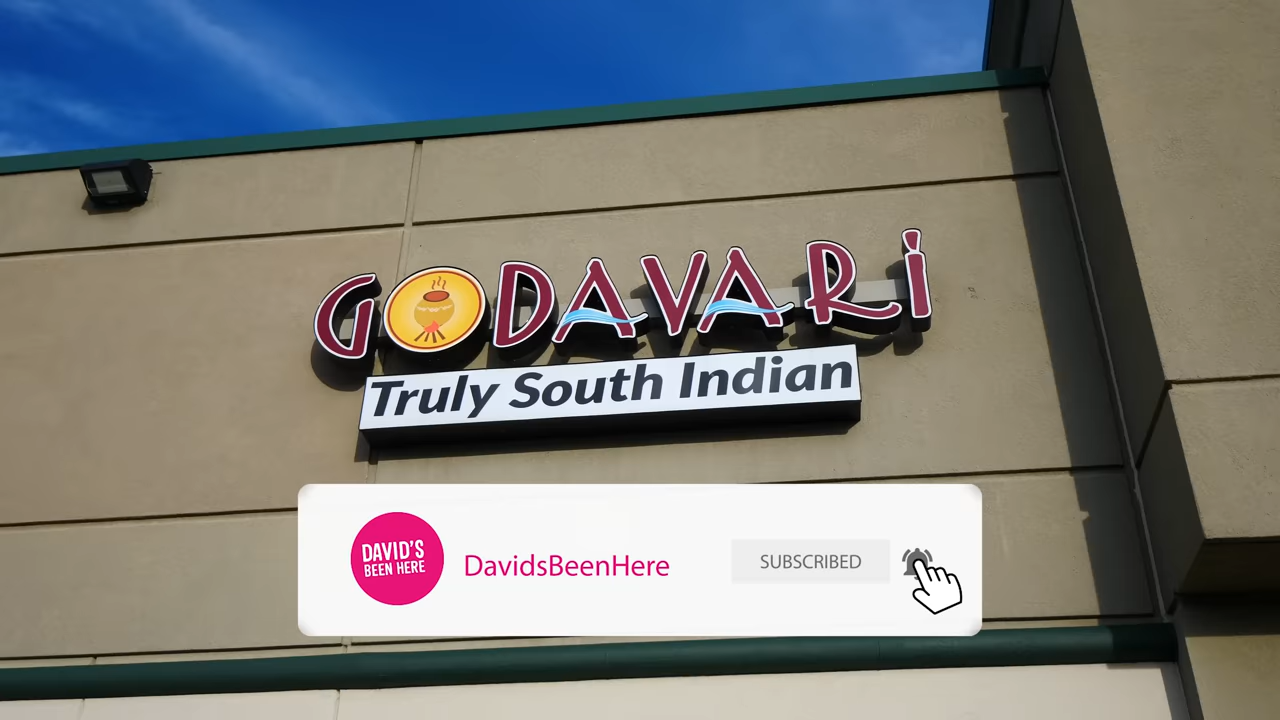 GODAVARi
Truly South Indian
DAVID'S
BEEN HERE
DavidsBeenHere
SUBSCRIBED